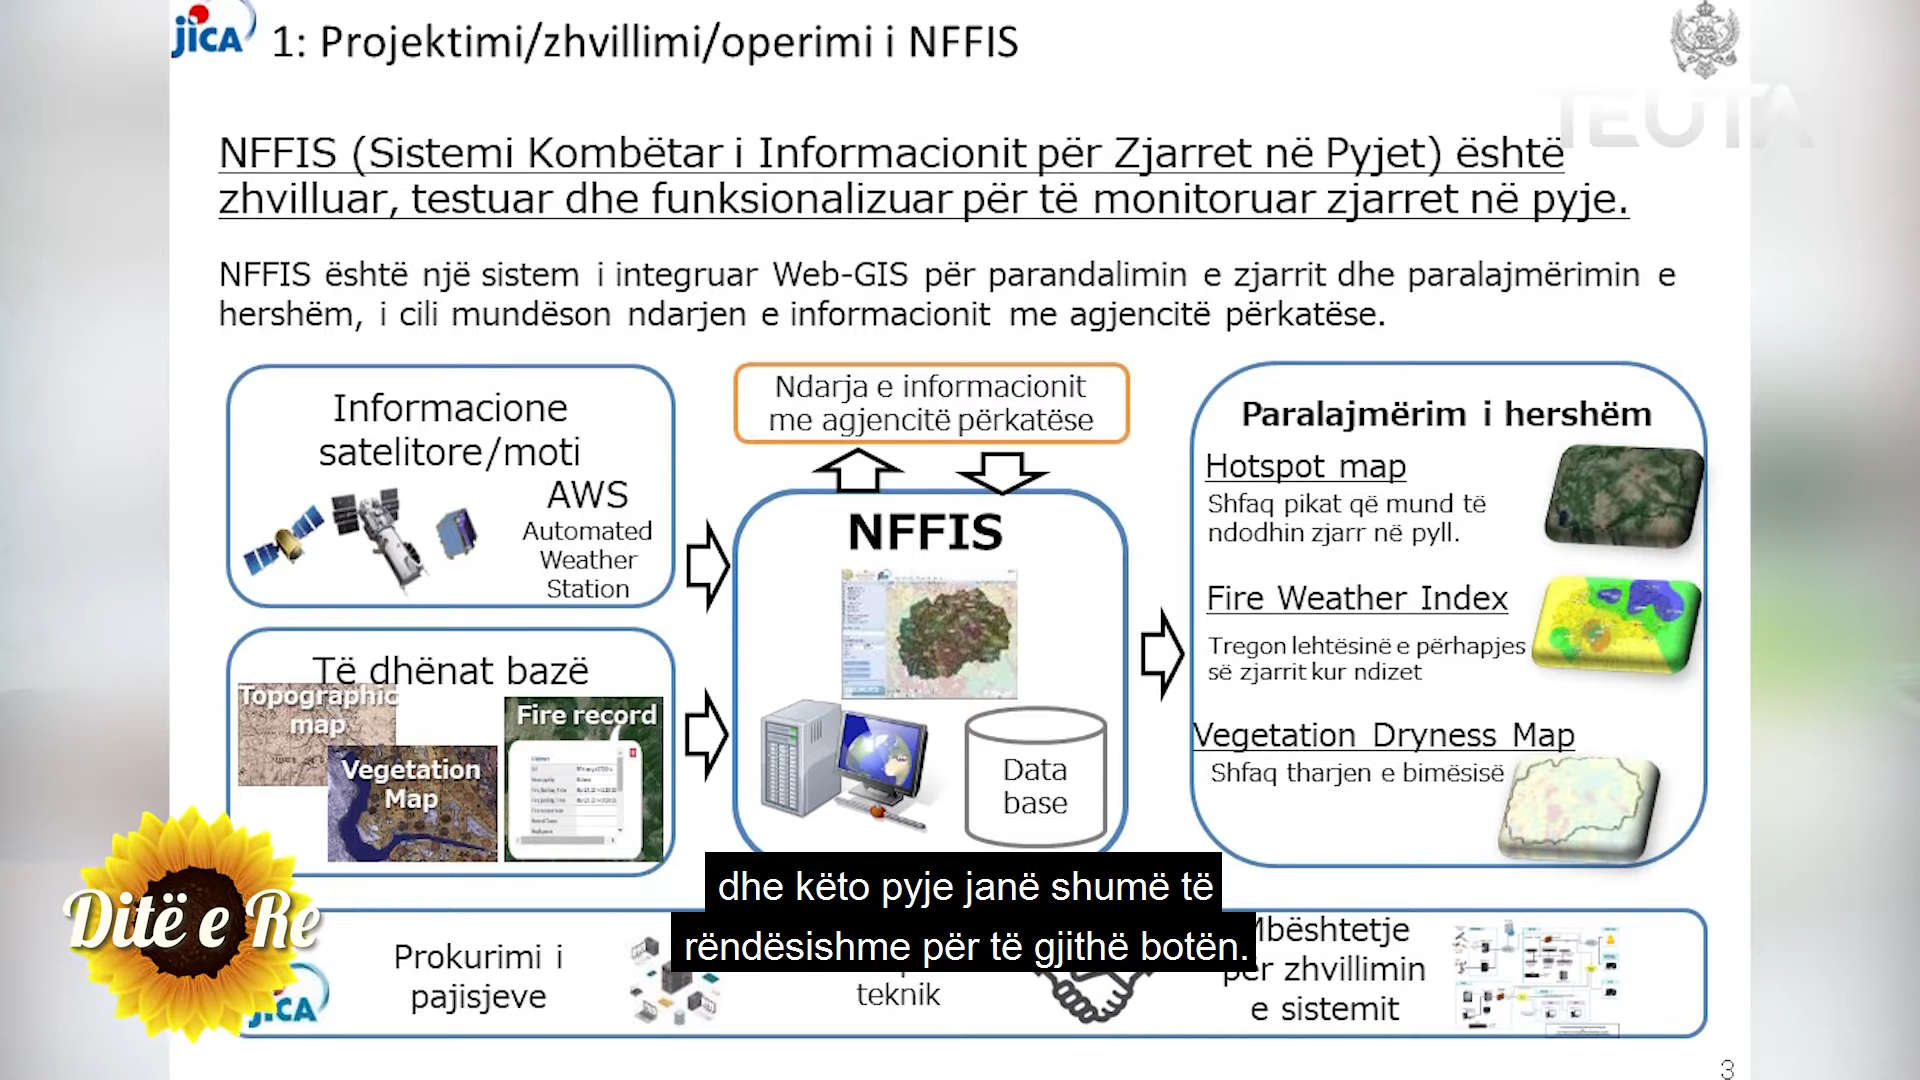 JICA
1: Projektimi/zhvillimi/operimi i NFFIS
TEUTA
NFFIS (Sistemi Kombëtar i Informacionit për Zjarret në Pyjet) është
zhvilluar, testuar dhe funksionalizuar për të monitoruar zjarret në pyje.
NFFIS është një sistem i integruar Web-GIS për parandalimin e zjarrit dhe paralajmërimin e
hershëm, i cili mundëson ndarjen e informacionit me agjencitë përkatëse.
Informacione
satelitore/moti
AWS
Automated
Weather
Station
Të dhënat bazë
Topographic
map
Vegetation
Map
Fire record
Ndarja e informacionit
me agjencitë përkatëse
NFFIS
Data
base
Paralajmërim i hershëm
Hotspot map
Shfaq pikat që mund të
ndodhin zjarr në pyll.
Fire Weather Index
Tregon lehtësinë e përhapjes
së zjarrit kur ndizet
Vegetation Dryness Map
Shfaq tharjen e bimësisë
dhe këto pyje janë shumë të
rëndësishme për të gjithë botën.
Ditë e Re
JICA
Prokurimi i
pajisjeve
teknik
Mbështetje
për zhvillimin
e sistemit
3